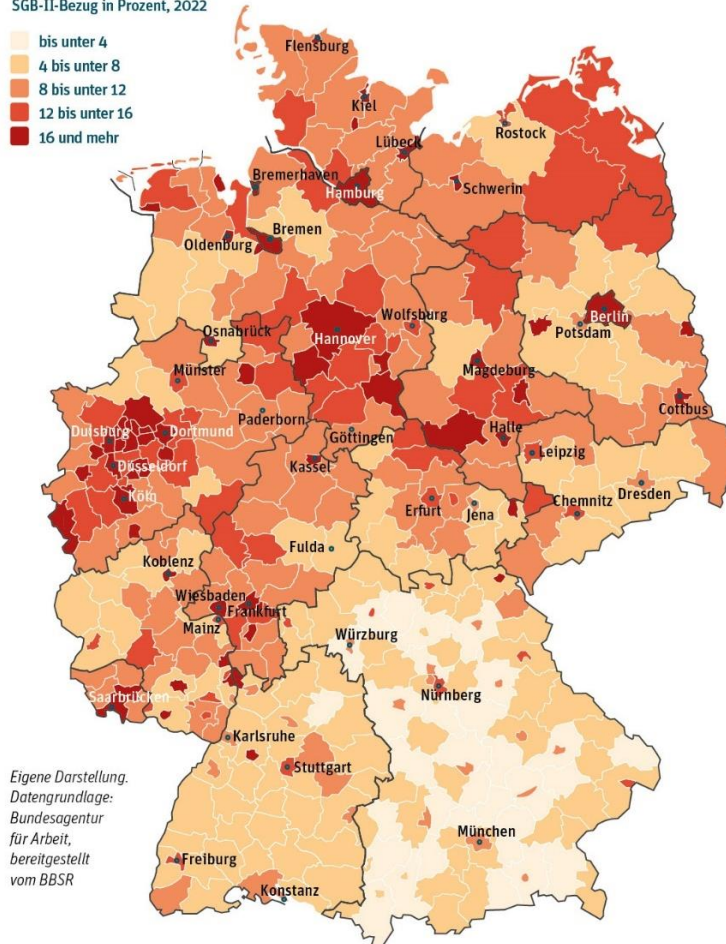 SGB-II-Bezug in Prozent, 2022
bis unter 4
4 bis unter 8
8 bis unter 12
12 bis unter 16
16 und mehr
Flensburg
Kiel
Rostock
Lübeck
Bremerhaven
Hamburg
Schwerin
Bremen
Oldenburg
Wolfsburg
Berlin
Potsdam
Osnabrück
Hannover
Münster
Magdeburg
Cottbus
Paderborn
Duisburg
Dortmund
Göttingen
Halle
Düsseldorf
Kassel
Leipzig
Köln
Erfurt
Jena
Chemnitz
Dresden
Fulda
Koblenz
Wiesbaden
Frankfurt
Mainz
Würzburg
Saarbrücken
Nürnberg
Karlsruhe
Stuttgart
Eigene Darstellung.
Datengrundlage:
Bundesagentur
für Arbeit,
bereitgestellt
vom BBSR
München
Freiburg
Konstanz